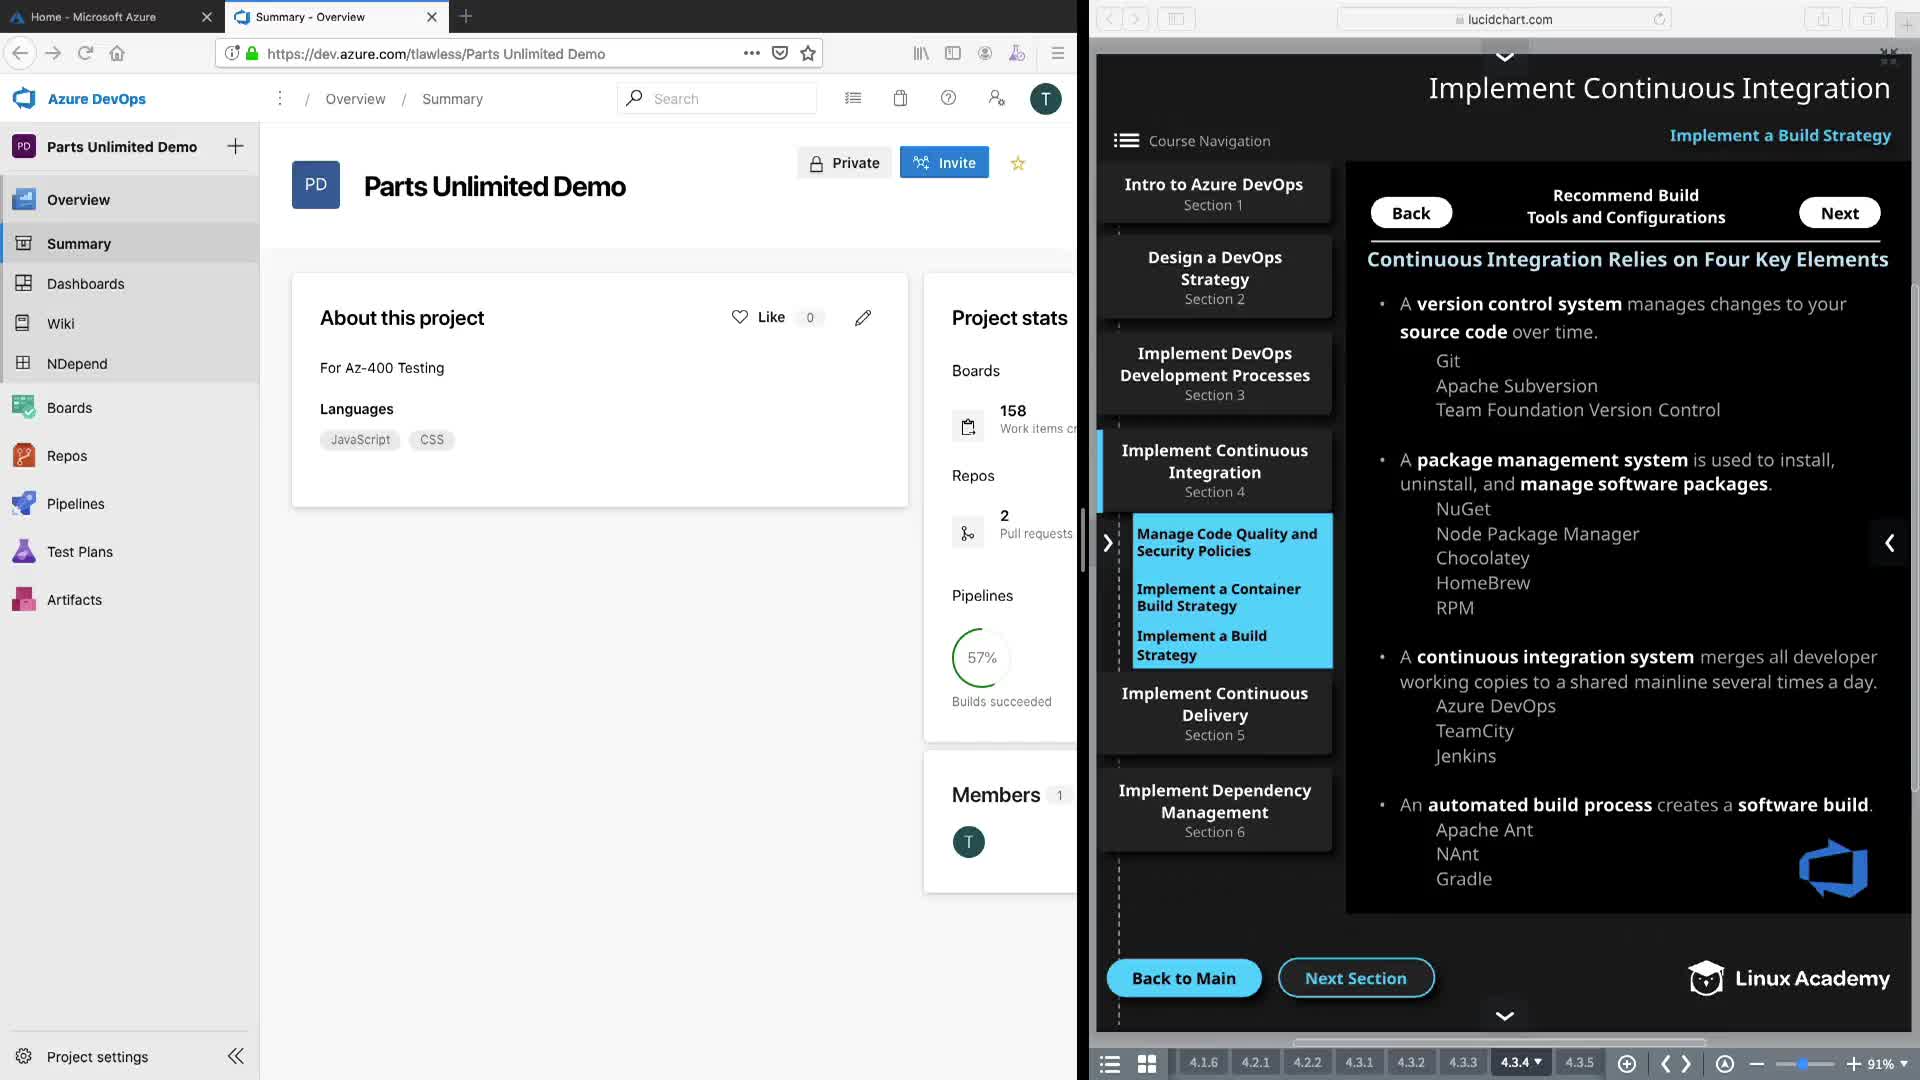 Home - Microsoft Azure
Summary - Overview
https://dev.azure.com/tlawless/Parts Unlimited Demo
Azure DevOps
/ Overview / Summary
Search
T
PD Parts Unlimited Demo
Overview
Summary
Dashboards
Wiki
NDepend
Boards
Repos
Pipelines
Test Plans
Artifacts
Project settings
PD
Parts Unlimited Demo
Private
Invite
About this project
Like 0
For Az-400 Testing
Languages
JavaScript CSS
Project stats
Boards
158
Work items cr
Repos
2
Pull requests
Pipelines
57%
Builds succeeded
Members 1
T
lucidchart.com
Implement Continuous Integration
Implement a Build Strategy
Course Navigation
Intro to Azure DevOps
Section 1
Design a DevOps
Strategy
Section 2
Implement DevOps
Development Processes
Section 3
Implement Continuous
Integration
Section 4
Manage Code Quality and
Security Policies
Implement a Container
Build Strategy
Implement a Build
Strategy
Implement Continuous
Delivery
Section 5
Implement Dependency
Management
Section 6
Back
Recommend Build
Tools and Configurations
Next
Continuous Integration Relies on Four Key Elements
• A version control system manages changes to your
source code over time.
Git
Apache Subversion
Team Foundation Version Control
• A package management system is used to install,
uninstall, and manage software packages.
NuGet
Node Package Manager
Chocolatey
HomeBrew
RPM
• A continuous integration system merges all developer
working copies to a shared mainline several times a day.
Azure DevOps
TeamCity
Jenkins
• An automated build process creates a software build.
Apache Ant
NAnt
Gradle
Back to Main
Next Section
Linux Academy
4.1.6 4.2.1 4.2.2 4.3.1 4.3.2 4.3.3 4.3.4 4.3.5
91%